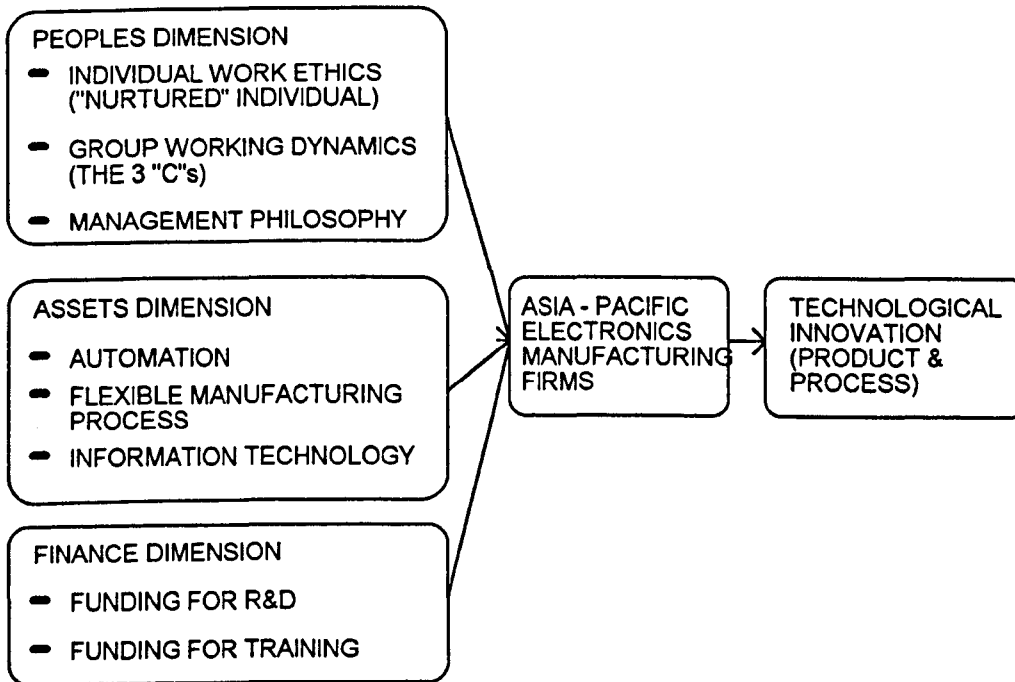 PEOPLES DIMENSION
INDIVIDUAL WORK ETHICS
("NURTURED" INDIVIDUAL)
GROUP WORKING DYNAMICS
(THE 3 "C"s)
MANAGEMENT PHILOSOPHY
ASSETS DIMENSION
AUTOMATION
FLEXIBLE MANUFACTURING
PROCESS
INFORMATION TECHNOLOGY
FINANCE DIMENSION
FUNDING FOR R&D
FUNDING FOR TRAINING
ASIA - PACIFIC
ELECTRONICS
MANUFACTURING
FIRMS
TECHNOLOGICAL
INNOVATION
(PRODUCT &
PROCESS)